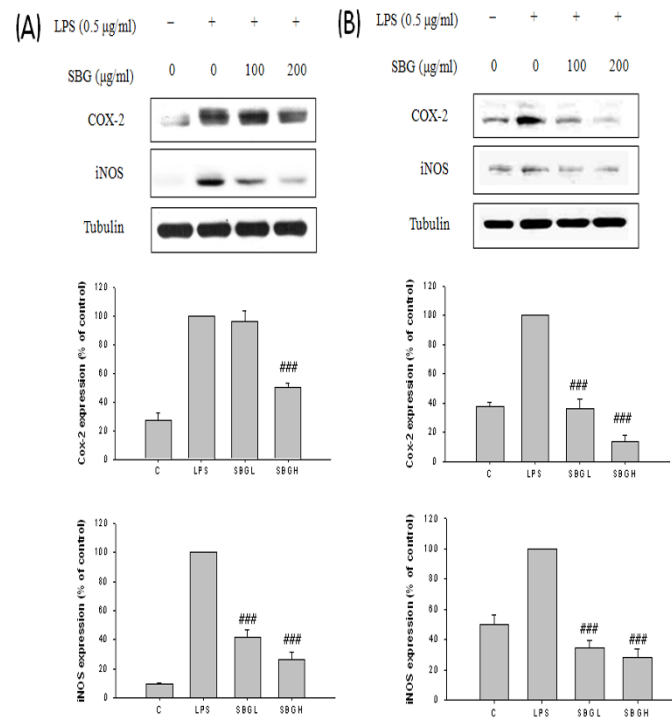 (A)
LPS (0.5 µg/ml) − + + +
SBG (µg/ml) 0 0 100 200
COX-2
iNOS
Tubulin
Cox-2 expression (% of control)
120
100
80
60
40
20
0
###
C LPS SBGL SBGH
iNOS expression (% of control)
120
100
80
60
40
20
0
###
###
C LPS SBGL SBGH
(B)
LPS (0.5 µg/ml) − + + +
SBG (µg/ml) 0 0 100 200
COX-2
iNOS
Tubulin
Cox-2 expression (% of control)
120
100
80
60
40
20
0
###
###
C LPS SBGL SBGH
iNOS expression (% of control)
120
100
80
60
40
20
0
###
###
C LPS SBGL SBGH